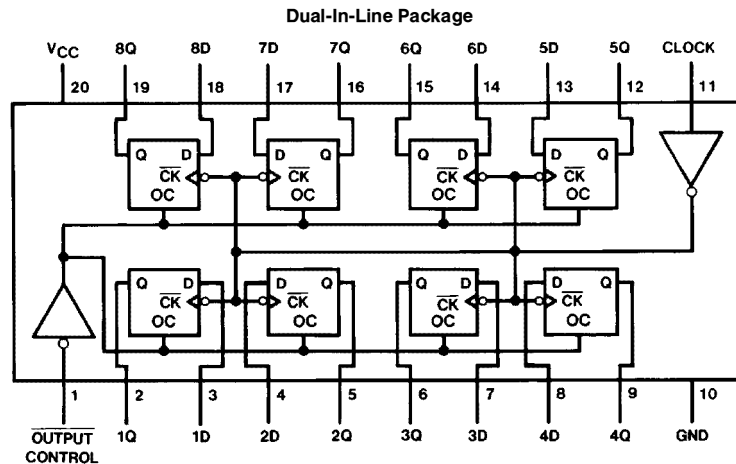 Dual-In-Line Package
VCC 8Q 8D 7D 7Q 6Q 6D 5D 5Q CLOCK
20 19 18 17 16 15 14 13 12 11
Q D D Q Q D D Q
CK CK CK CK
OC OC OC OC
Q D D Q Q D D Q
CK CK CK CK
OC OC OC OC
1 2 3 4 5 6 7 8 9 10
OUTPUT CONTROL 1Q 1D 2D 2Q 3Q 3D 4D 4Q GND